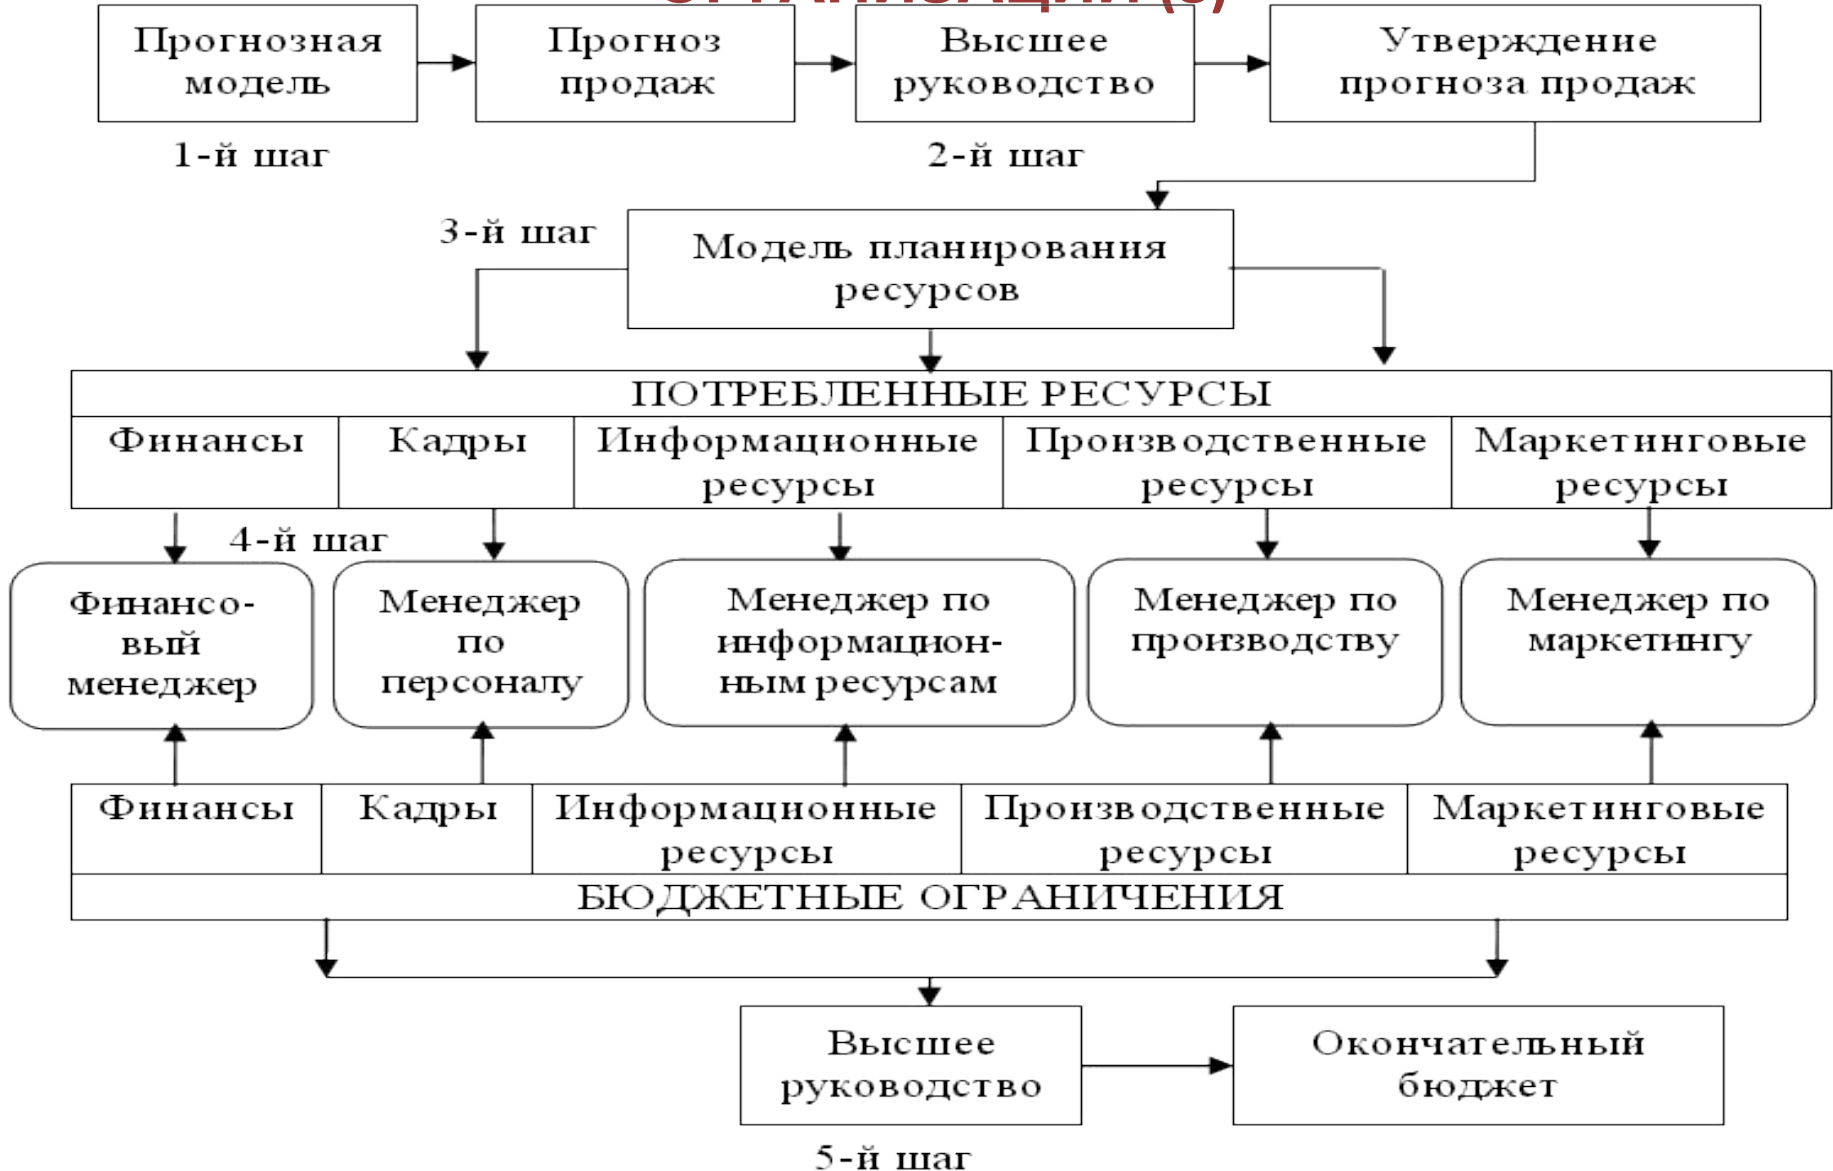 Прогнозная
модель
Прогноз
продаж
Высшее
руководство
Утверждение
прогноза продаж
1-й шаг
2-й шаг
3-й шаг
Модель планирования
ресурсов
ПОТРЕБЛЕННЫЕ РЕСУРСЫ
Финансы
Кадры
Информационные
ресурсы
Производственные
ресурсы
Маркетинговые
ресурсы
4-й шаг
Финансо-
вый
менеджер
Менеджер
по
персоналу
Менеджер по
информацион-
ным ресурсам
Менеджер по
производству
Менеджер по
маркетингу
Финансы
Кадры
Информационные
ресурсы
Производственные
ресурсы
Маркетинговые
ресурсы
БЮДЖЕТНЫЕ ОГРАНИЧЕНИЯ
Высшее
руководство
Окончательный
бюджет
5-й шаг